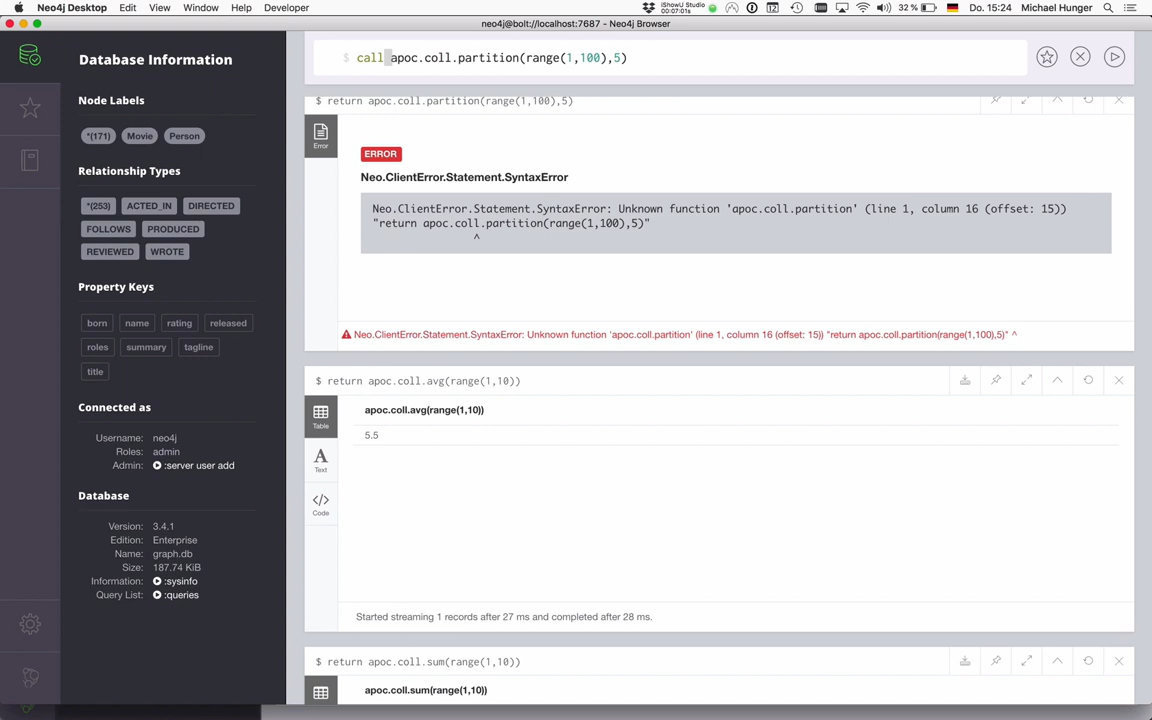 Neo4j Desktop Edit View Window Help Developer
iShowU Studio
00:07:01s
12
32 %
Do. 15:24 Michael Hunger
neo4j@bolt://localhost:7687 - Neo4j Browser
Database Information
Node Labels
*(171) Movie Person
Relationship Types
*(253) ACTED_IN DIRECTED
FOLLOWS PRODUCED
REVIEWED WROTE
Property Keys
born name rating released
roles summary tagline
title
Connected as
Username: neo4j
Roles: admin
Admin: :server user add
Database
Version: 3.4.1
Edition: Enterprise
Name: graph.db
Size: 187.74 KiB
Information: :sysinfo
Query List: :queries
$ call apoc.coll.partition(range(1,100),5)
$ return apoc.coll.partition(range(1,100),5)
Error
ERROR
Neo.ClientError.Statement.SyntaxError
Neo.ClientError.Statement.SyntaxError: Unknown function 'apoc.coll.partition' (line 1, column 16 (offset: 15))
"return apoc.coll.partition(range(1,100),5)"
^
Neo.ClientError.Statement.SyntaxError: Unknown function 'apoc.coll.partition' (line 1, column 16 (offset: 15)) "return apoc.coll.partition(range(1,100),5)" ^
$ return apoc.coll.avg(range(1,10))
Table
Text
Code
apoc.coll.avg(range(1,10))
5.5
Started streaming 1 records after 27 ms and completed after 28 ms.
$ return apoc.coll.sum(range(1,10))
apoc.coll.sum(range(1,10))